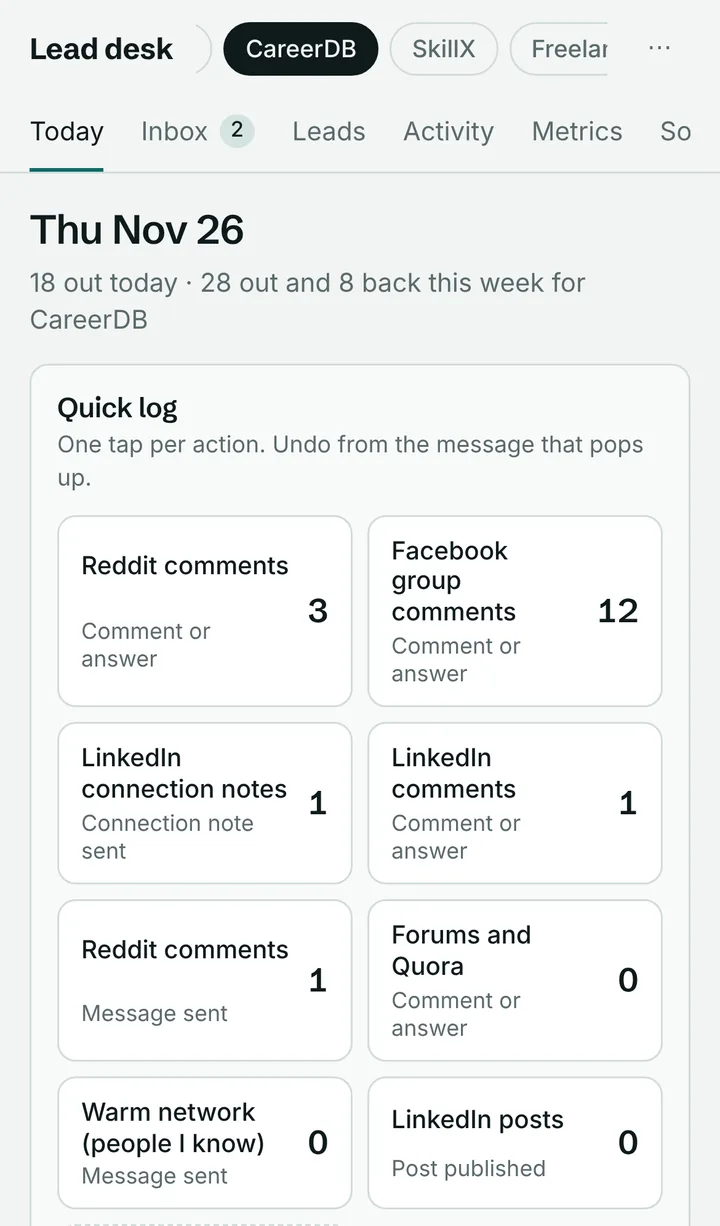 Lead desk
CareerDB
SkillX
Freelar
...
Today
Inbox 2
Leads
Activity
Metrics
So
Thu Nov 26
18 out today · 28 out and 8 back this week for
CareerDB
Quick log
One tap per action. Undo from the message that pops
up.
Reddit comments
Comment or
answer
3
Facebook
group
comments
Comment or
answer
12
LinkedIn
connection notes
Connection note
sent
1
LinkedIn
comments
Comment or
answer
1
Reddit comments
Message sent
1
Forums and
Quora
Comment or
answer
0
Warm network
(people I know)
Message sent
0
LinkedIn posts
Post published
0